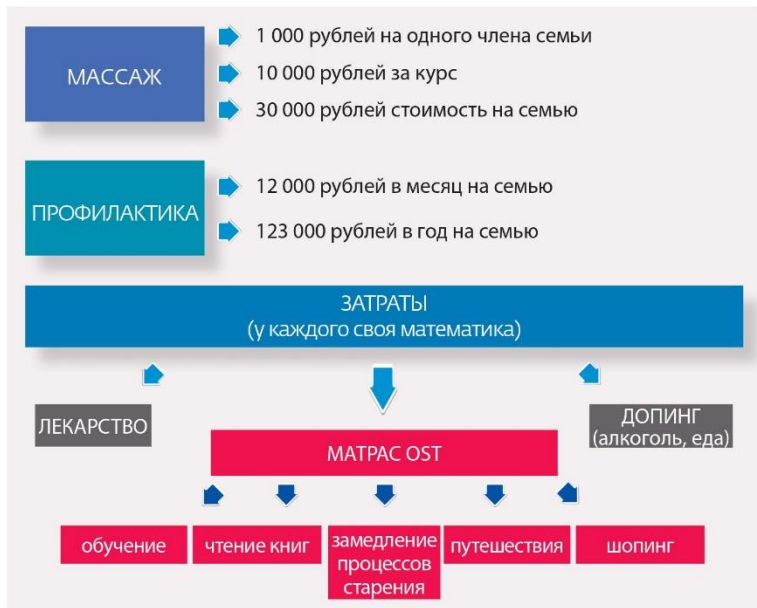 МАССАЖ
1 000 рублей на одного члена семьи
10 000 рублей за курс
30 000 рублей стоимость на семью
ПРОФИЛАКТИКА
12 000 рублей в месяц на семью
123 000 рублей в год на семью
ЗАТРАТЫ
(у каждого своя математика)
ЛЕКАРСТВО
ДОПИНГ
(алкоголь, еда)
МАТРАС OST
обучение
чтение книг
замедление
процессов
старения
путешествия
шопинг